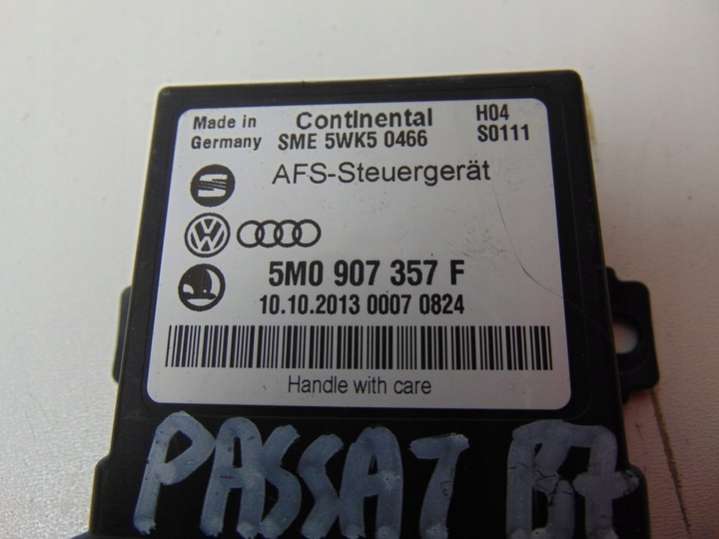 Made in Germany
Continental
SME 5WK5 0466
H04
S0111
AFS-Steuergerät
5M0 907 357 F
10.10.2013 0007 0824
Handle with care
PASSAT B7